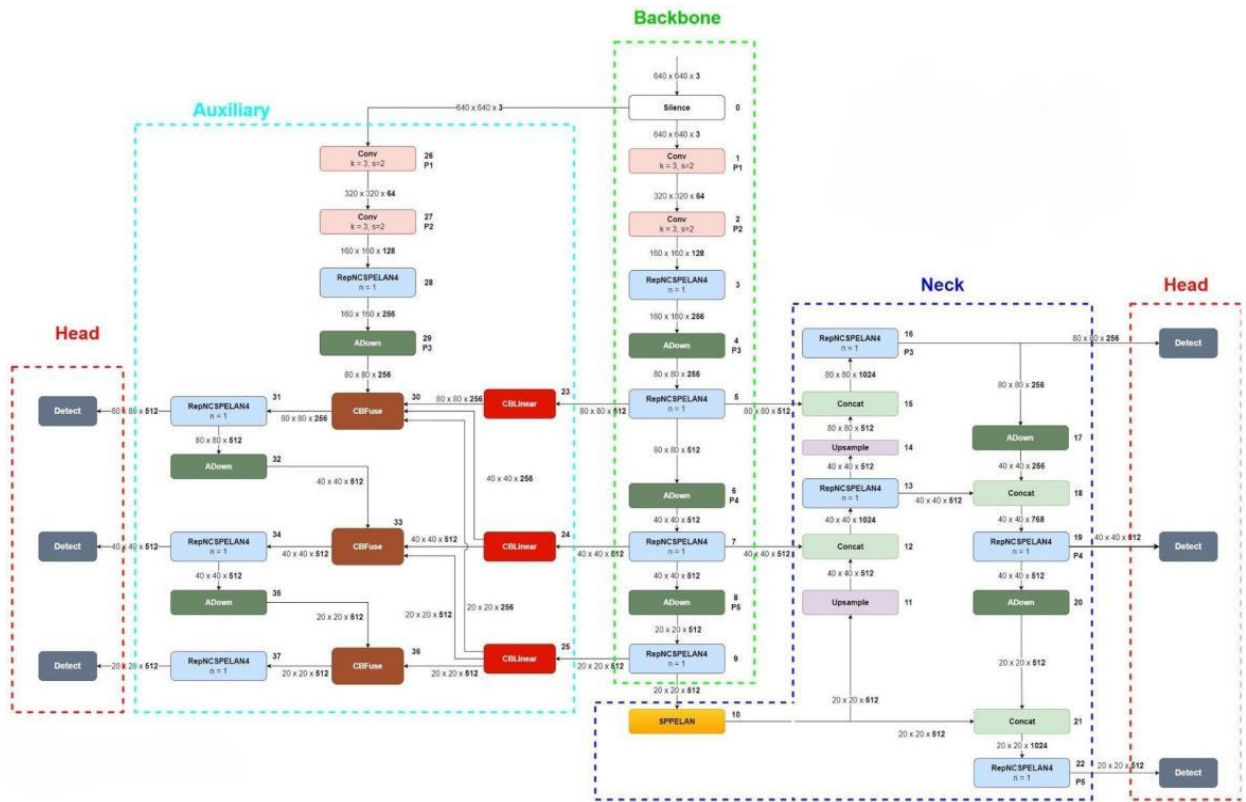 Backbone
640 x 640 x 3
Silence
0
640 x 640 x 3
640 x 640 x 3
Auxiliary
Conv
k = 3, s=2
26
P1
Conv
k = 3, s=2
1
P1
320 x 320 x 64
320 x 320 x 64
Conv
k = 3, s=2
27
P2
Conv
k = 3, s=2
2
P2
160 x 160 x 128
160 x 160 x 128
RepNCSPELAN4
n = 1
28
RepNCSPELAN4
n = 1
3
Neck
Head
160 x 160 x 256
160 x 160 x 256
Head
ADown
29
P3
ADown
4
P3
RepNCSPELAN4
n = 1
16
P3
80 x 80 x 256
Detect
80 x 80 x 256
80 x 80 x 256
80 x 80 x 1024
80 x 80 x 256
Detect
80 x 80 x 512
RepNCSPELAN4
n = 1
31
80 x 80 x 256
CBFuse
30
80 x 80 x 256
CBLinear
23
80 x 80 x 512
RepNCSPELAN4
n = 1
5
80 x 80 x 512
Concat
15
80 x 80 x 512
80 x 80 x 512
80 x 80 x 512
ADown
17
Upsample
14
ADown
32
40 x 40 x 512
40 x 40 x 256
40 x 40 x 512
40 x 40 x 256
ADown
6
P4
RepNCSPELAN4
n = 1
13
40 x 40 x 512
Concat
18
40 x 40 x 512
40 x 40 x 1024
40 x 40 x 768
Detect
40 x 40 x 512
RepNCSPELAN4
n = 1
34
40 x 40 x 512
CBFuse
33
40 x 40 x 512
CBLinear
24
40 x 40 x 512
RepNCSPELAN4
n = 1
7
40 x 40 x 512
Concat
12
RepNCSPELAN4
n = 1
19
P4
40 x 40 x 512
Detect
40 x 40 x 512
40 x 40 x 512
40 x 40 x 512
40 x 40 x 512
ADown
35
20 x 20 x 512
20 x 20 x 512
20 x 20 x 256
ADown
8
P5
Upsample
11
ADown
20
20 x 20 x 512
Detect
20 x 20 x 512
RepNCSPELAN4
n = 1
37
20 x 20 x 512
CBFuse
36
20 x 20 x 512
CBLinear
25
20 x 20 x 512
RepNCSPELAN4
n = 1
9
20 x 20 x 512
20 x 20 x 512
20 x 20 x 512
SPPELAN
10
20 x 20 x 512
Concat
21
20 x 20 x 1024
RepNCSPELAN4
n = 1
22
P5
20 x 20 x 512
Detect